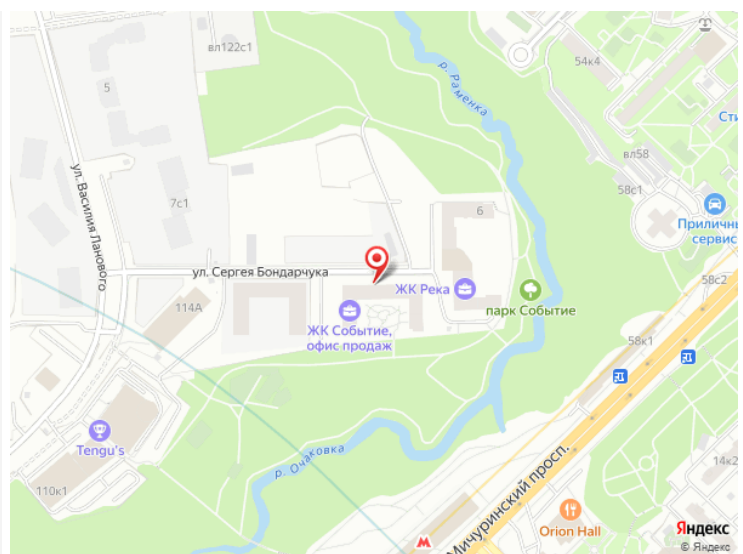 вл122с1
54к4
5
р. Раменка
Сти
вл58
58с1
ул. Василия Ланового
7с1
6
Приличны
сервис
ул. Сергея Бондарчука
58с2
ЖК Река
114А
парк Событие
ЖК Событие,
офис продаж
58к1
Tengu's
р. Очаковка
14к2
110к1
Мичуринский просп.
Orion Hall
Яндекс
© Яндекс